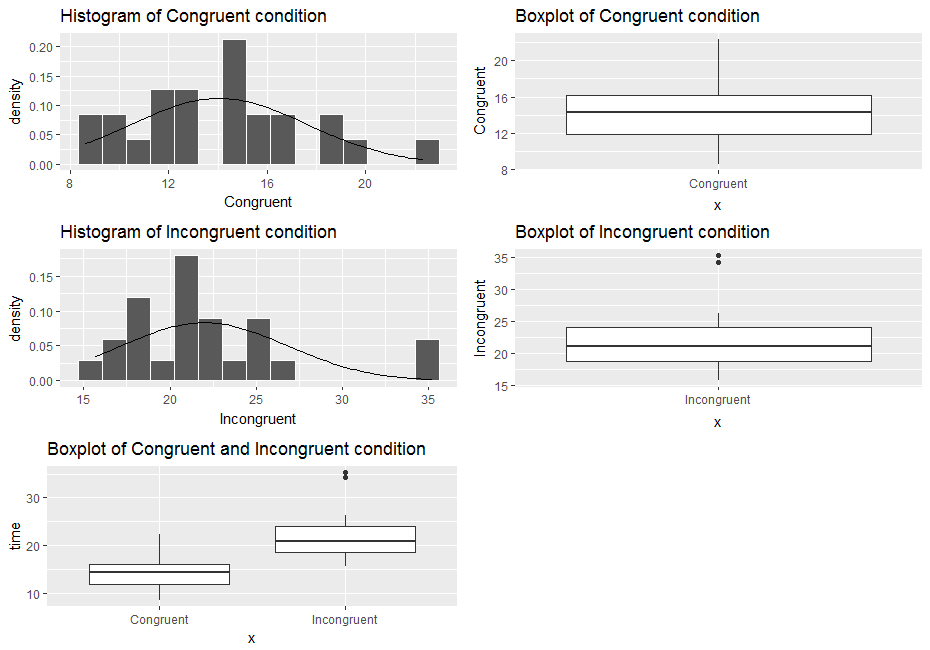 Histogram of Congruent condition
density
0.20
0.15
0.10
0.05
0.00
8 12 16 20
Congruent
Boxplot of Congruent condition
Congruent
20
16
12
8
Congruent
x
Histogram of Incongruent condition
density
0.15
0.10
0.05
0.00
15 20 25 30 35
Incongruent
Boxplot of Incongruent condition
Incongruent
35
30
25
20
15
Incongruent
x
Boxplot of Congruent and Incongruent condition
time
30
20
10
Congruent Incongruent
x